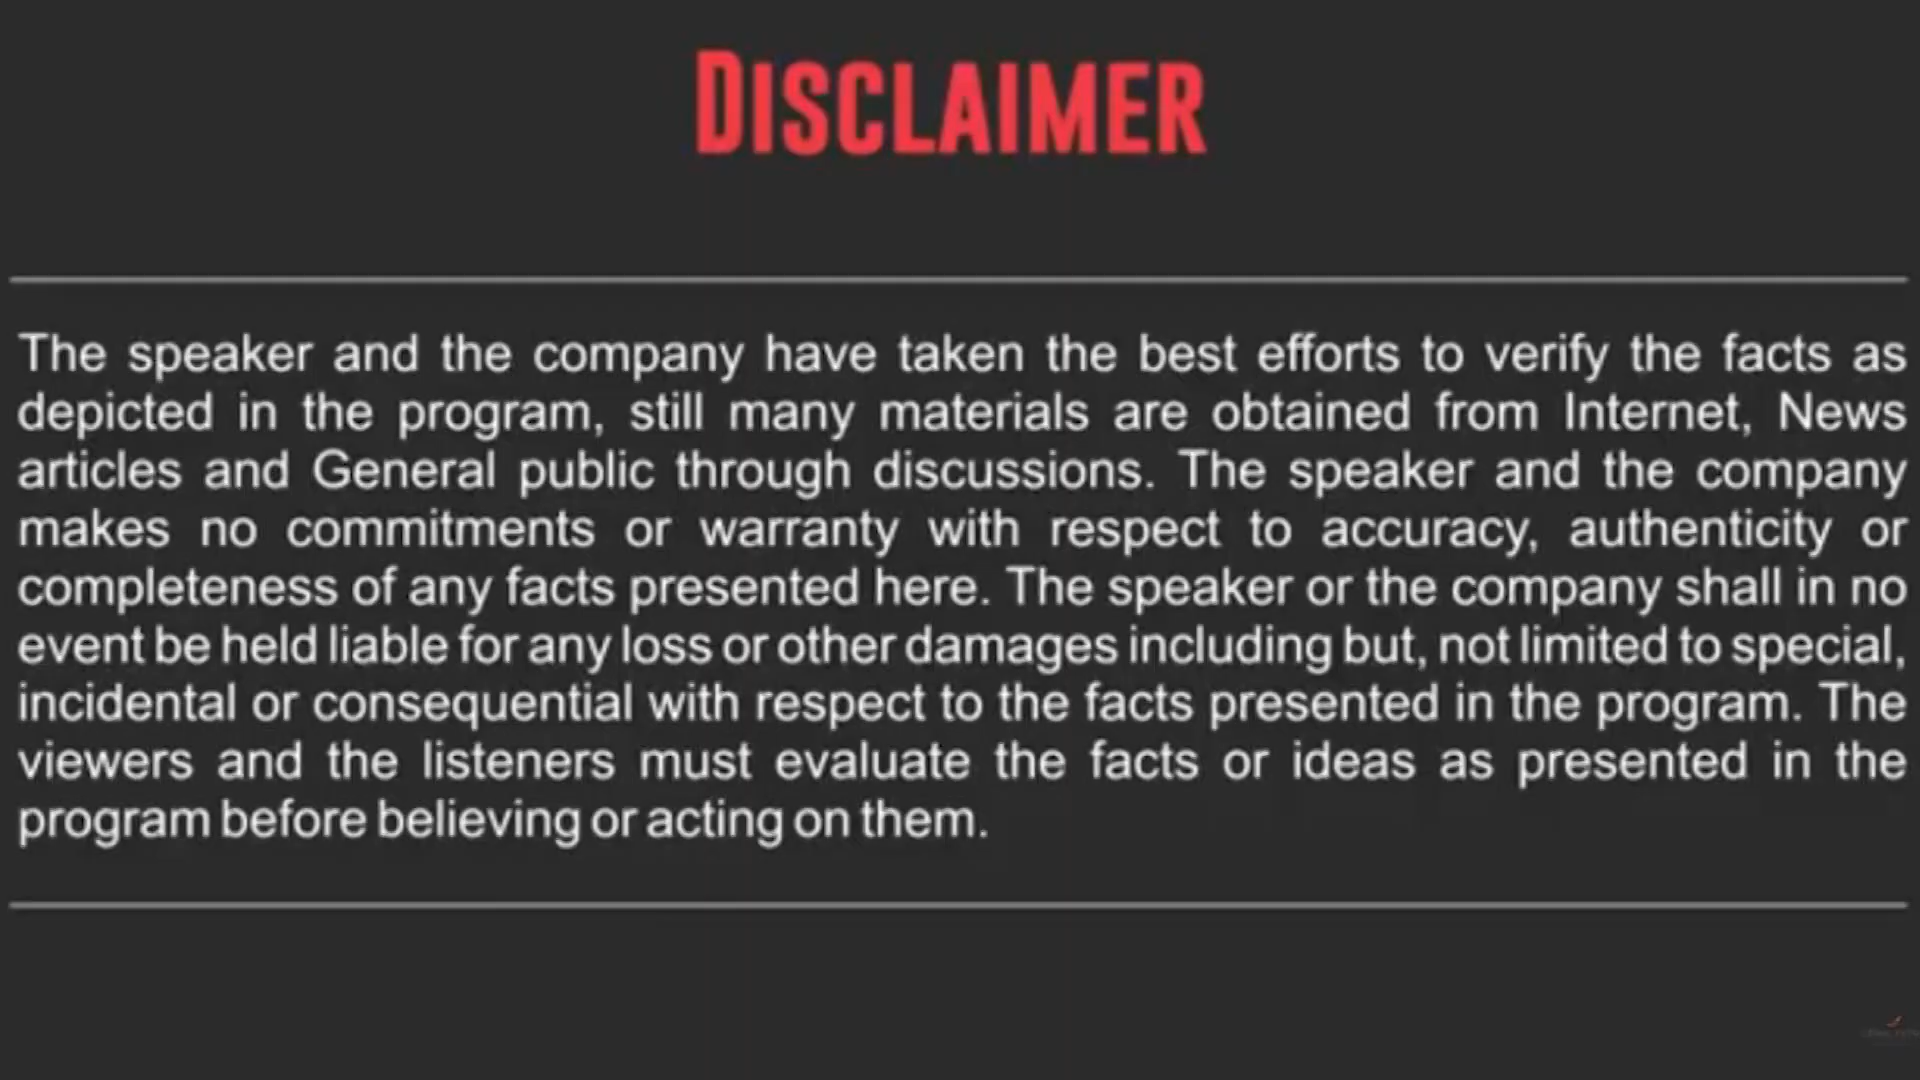 DISCLAIMER
The speaker and the company have taken the best efforts to verify the facts as
depicted in the program, still many materials are obtained from Internet, News
articles and General public through discussions. The speaker and the company
makes no commitments or warranty with respect to accuracy, authenticity or
completeness of any facts presented here. The speaker or the company shall in no
event be held liable for any loss or other damages including but, not limited to special,
incidental or consequential with respect to the facts presented in the program. The
viewers and the listeners must evaluate the facts or ideas as presented in the
program before believing or acting on them.